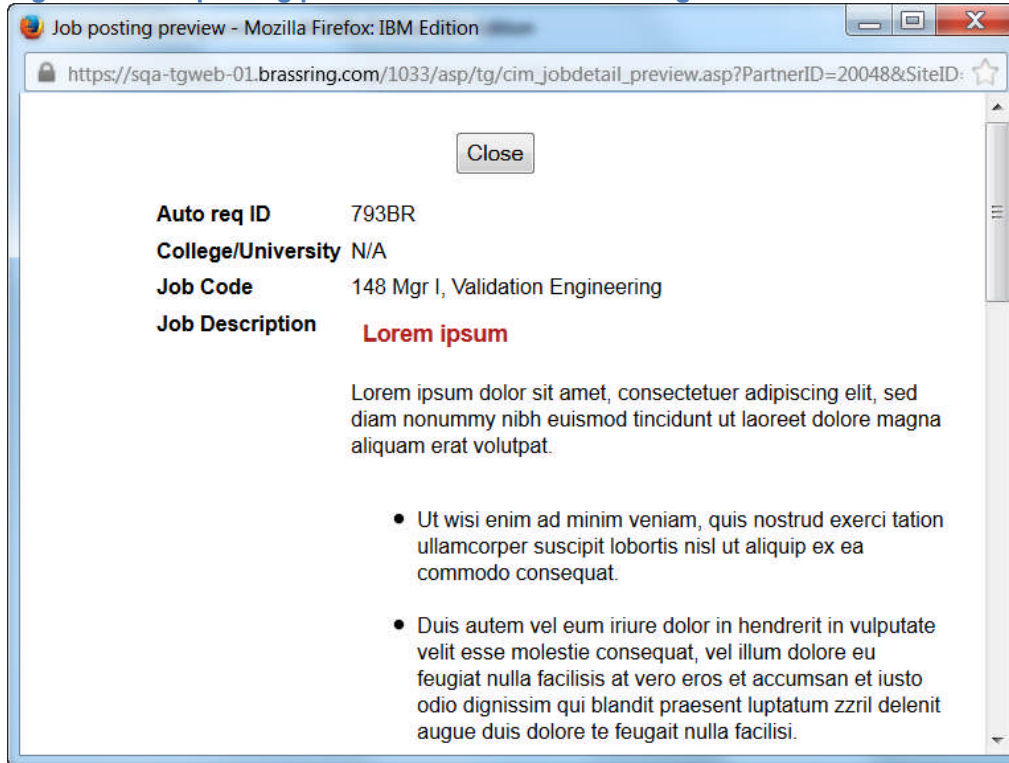 Job posting preview - Mozilla Firefox: IBM Edition
https://sqa-tgweb-01.brassring.com/1033/asp/tg/cim_jobdetail_preview.asp?PartnerID=20048&SiteID=
Close
Auto req ID 793BR
College/University N/A
Job Code 148 Mgr I, Validation Engineering
Job Description Lorem ipsum
Lorem ipsum dolor sit amet, consectetuer adipiscing elit, sed
diam nonummy nibh euismod tincidunt ut laoreet dolore magna
aliquam erat volutpat.
• Ut wisi enim ad minim veniam, quis nostrud exerci tation
ullamcorper suscipit lobortis nisl ut aliquip ex ea
commodo consequat.
• Duis autem vel eum iriure dolor in hendrerit in vulputate
velit esse molestie consequat, vel illum dolore eu
feugiat nulla facilisis at vero eros et accumsan et iusto
odio dignissim qui blandit praesent luptatum zzril delenit
augue duis dolore te feugait nulla facilisi.